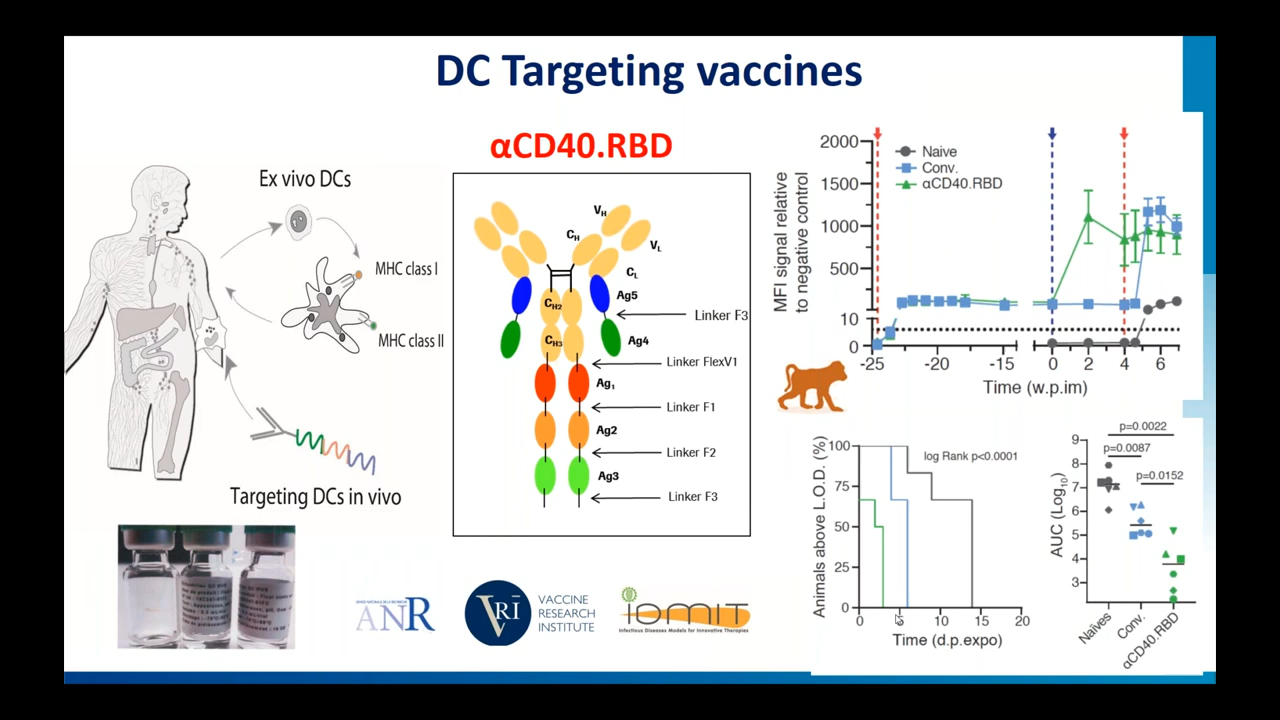 DC Targeting vaccines
αCD40.RBD
Ex vivo DCs
MHC class I
MHC class II
Targeting DCs in vivo
VH
CH
VL
CL
Ag5
CH2
Linker F3
CH3
Ag4
Linker FlexV1
Ag1
Linker F1
Ag2
Linker F2
Ag3
Linker F3
MFI signal relative
to negative control
2000
1500
1000
500
10
0
Naive
Conv.
αCD40.RBD
-25 -20 -15 0 2 4 6
Time (w.p.im)
Animals above L.O.D. (%)
100
75
50
25
0
log Rank p<0.0001
0 5 10 15 20
Time (d.p.expo)
AUC (Log10)
9
8
7
6
5
4
3
p=0.0022
p=0.0087
p=0.0152
Naïves
Conv.
αCD40.RBD
ANR
VRI
VACCINE
RESEARCH
INSTITUTE
IDMIT
Infectious Diseases Models for Innovative Therapies